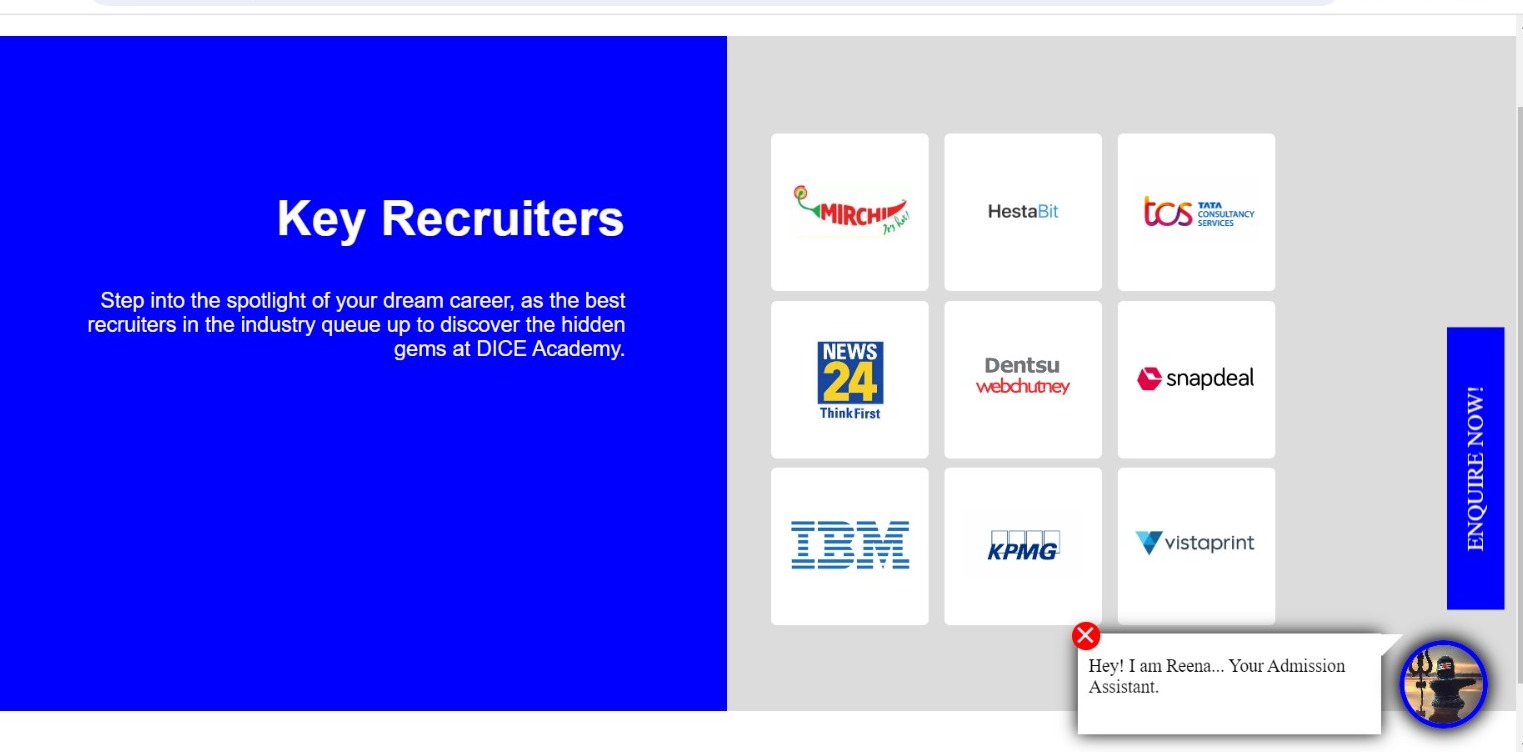 Key Recruiters
Step into the spotlight of your dream career, as the best
recruiters in the industry queue up to discover the hidden
gems at DICE Academy.
MIRCHI
It's hot!
HestaBit
tcs TATA
CONSULTANCY
SERVICES
NEWS
24
Think First
Dentsu
webchutney
snapdeal
IBM
KPMG
vistaprint
ENQUIRE NOW!
Hey! I am Reena... Your Admission
Assistant.